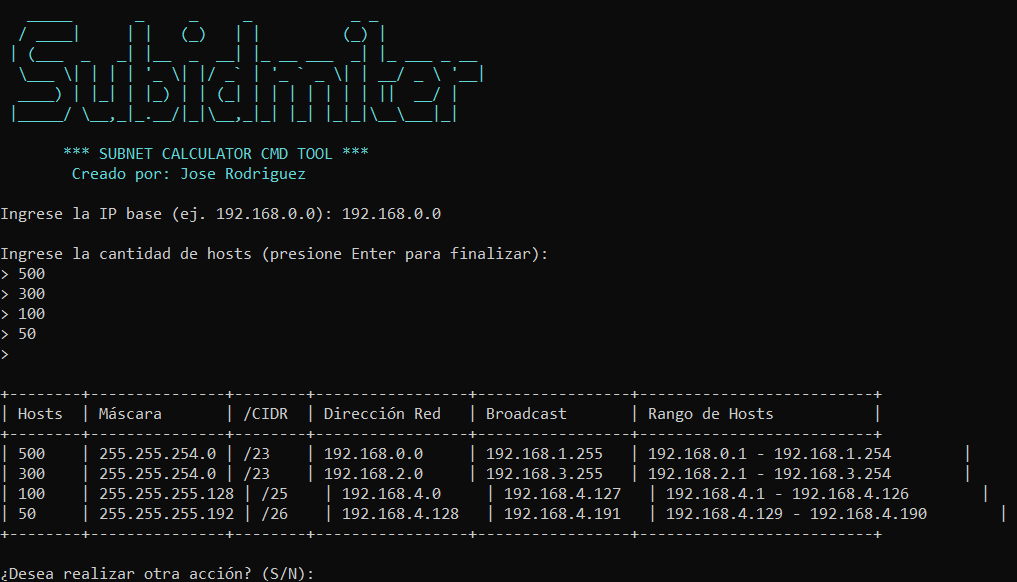 Subidmiter
*** SUBNET CALCULATOR CMD TOOL ***
Creado por: Jose Rodriguez
Ingrese la IP base (ej. 192.168.0.0): 192.168.0.0
Ingrese la cantidad de hosts (presione Enter para finalizar):
> 500
> 300
> 100
> 50
>
| Hosts | Máscara | /CIDR | Dirección Red | Broadcast | Rango de Hosts |
| 500 | 255.255.254.0 | /23 | 192.168.0.0 | 192.168.1.255 | 192.168.0.1 - 192.168.1.254 |
| 300 | 255.255.254.0 | /23 | 192.168.2.0 | 192.168.3.255 | 192.168.2.1 - 192.168.3.254 |
| 100 | 255.255.255.128 | /25 | 192.168.4.0 | 192.168.4.127 | 192.168.4.1 - 192.168.4.126 |
| 50 | 255.255.255.192 | /26 | 192.168.4.128 | 192.168.4.191 | 192.168.4.129 - 192.168.4.190 |
¿Desea realizar otra acción? (S/N):